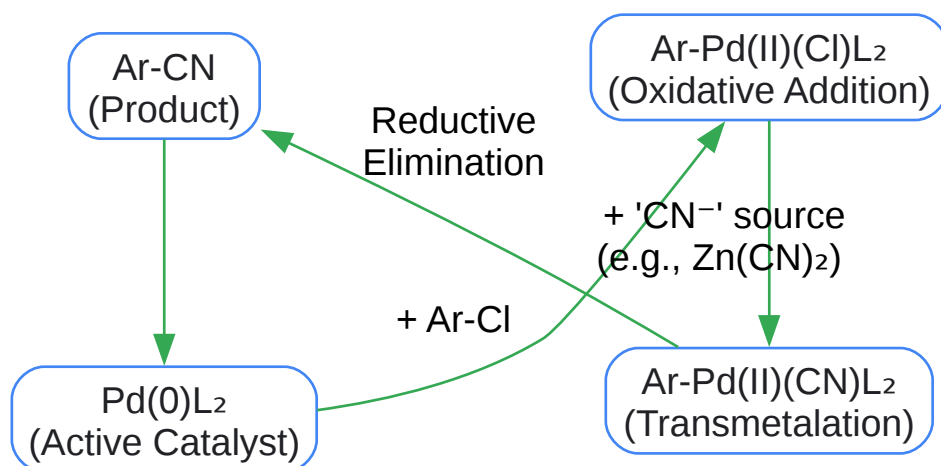 Ar-CN
(Product)
Ar-Pd(II)(Cl)L₂
(Oxidative Addition)
Reductive
Elimination
+ 'CN⁻' source
(e.g., Zn(CN)₂)
+ Ar-Cl
Pd(0)L₂
(Active Catalyst)
Ar-Pd(II)(CN)L₂
(Transmetalation)